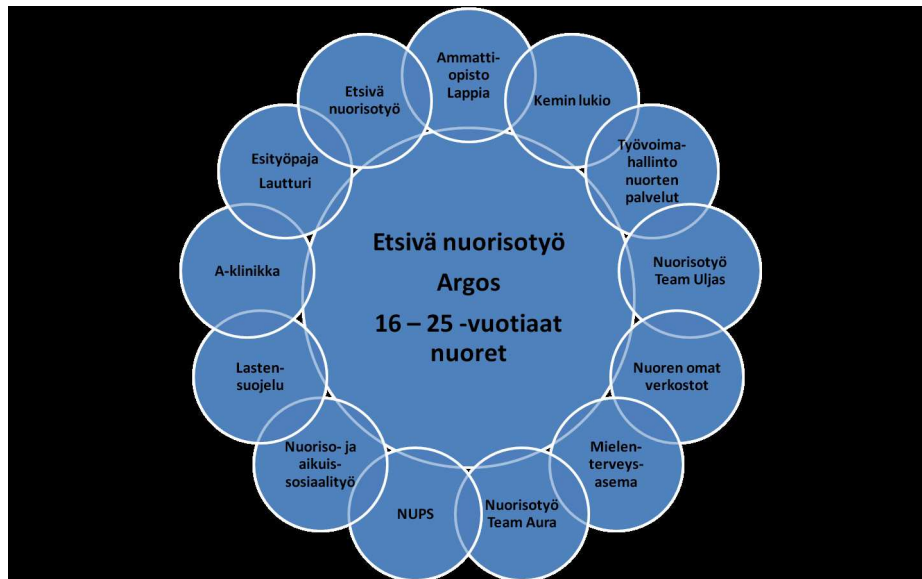 Ammatti-
opisto
Lappia
Kemin lukio
Työvoima-
hallinto
nuorten
palvelut
Nuorisotyö
Team Uljas
Nuoren omat
verkostot
Mielen-
terveys-
asema
Nuorisotyö
Team Aura
NUPS
Nuoriso- ja
aikuis-
sosiaalityö
Lasten-
suojelu
A-klinikka
Esityöpaja
Lautturi
Etsivä
nuorisotyö
Etsivä nuorisotyö
Argos
16 – 25 -vuotiaat
nuoret